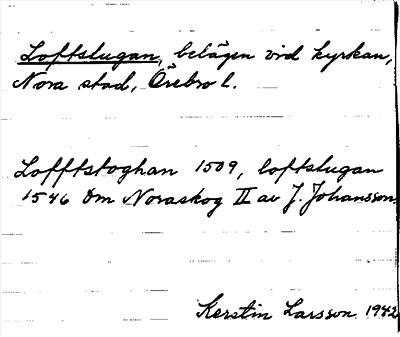 Loftslugan, belägen vid kyrkan,
Nora stad, Örebro l.
Lofftstoghan 1509, loftslugan
1546 Om Noraskog II av J. Johansson.
Kerstin Larsson 1942